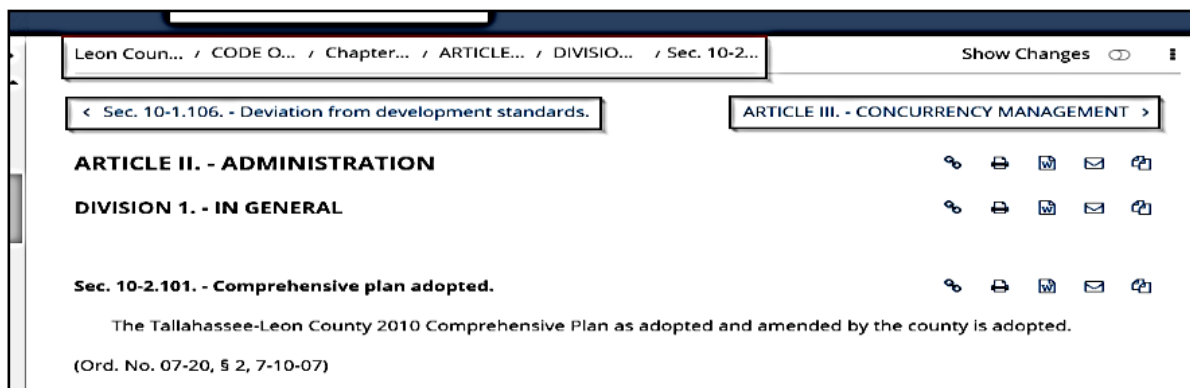 Leon Coun... / CODE O... / Chapter... / ARTICLE... / DIVISIO... / Sec. 10-2...
Show Changes
< Sec. 10-1.106. - Deviation from development standards.
ARTICLE III. - CONCURRENCY MANAGEMENT >
ARTICLE II. - ADMINISTRATION
DIVISION 1. - IN GENERAL
Sec. 10-2.101. - Comprehensive plan adopted.
The Tallahassee-Leon County 2010 Comprehensive Plan as adopted and amended by the county is adopted.
(Ord. No. 07-20, § 2, 7-10-07)